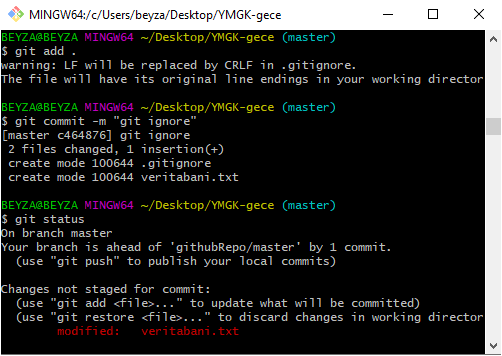 MINGW64:/c/Users/beyza/Desktop/YMGK-gece
BEYZA@BEYZA MINGW64 ~/Desktop/YMGK-gece (master)
$ git add .
warning: LF will be replaced by CRLF in .gitignore.
The file will have its original line endings in your working director
BEYZA@BEYZA MINGW64 ~/Desktop/YMGK-gece (master)
$ git commit -m "git ignore"
[master c464876] git ignore
 2 files changed, 1 insertion(+)
 create mode 100644 .gitignore
 create mode 100644 veritabani.txt
BEYZA@BEYZA MINGW64 ~/Desktop/YMGK-gece (master)
$ git status
On branch master
Your branch is ahead of 'githubRepo/master' by 1 commit.
  (use "git push" to publish your local commits)
Changes not staged for commit:
  (use "git add <file>..." to update what will be committed)
  (use "git restore <file>..." to discard changes in working director
        modified:   veritabani.txt